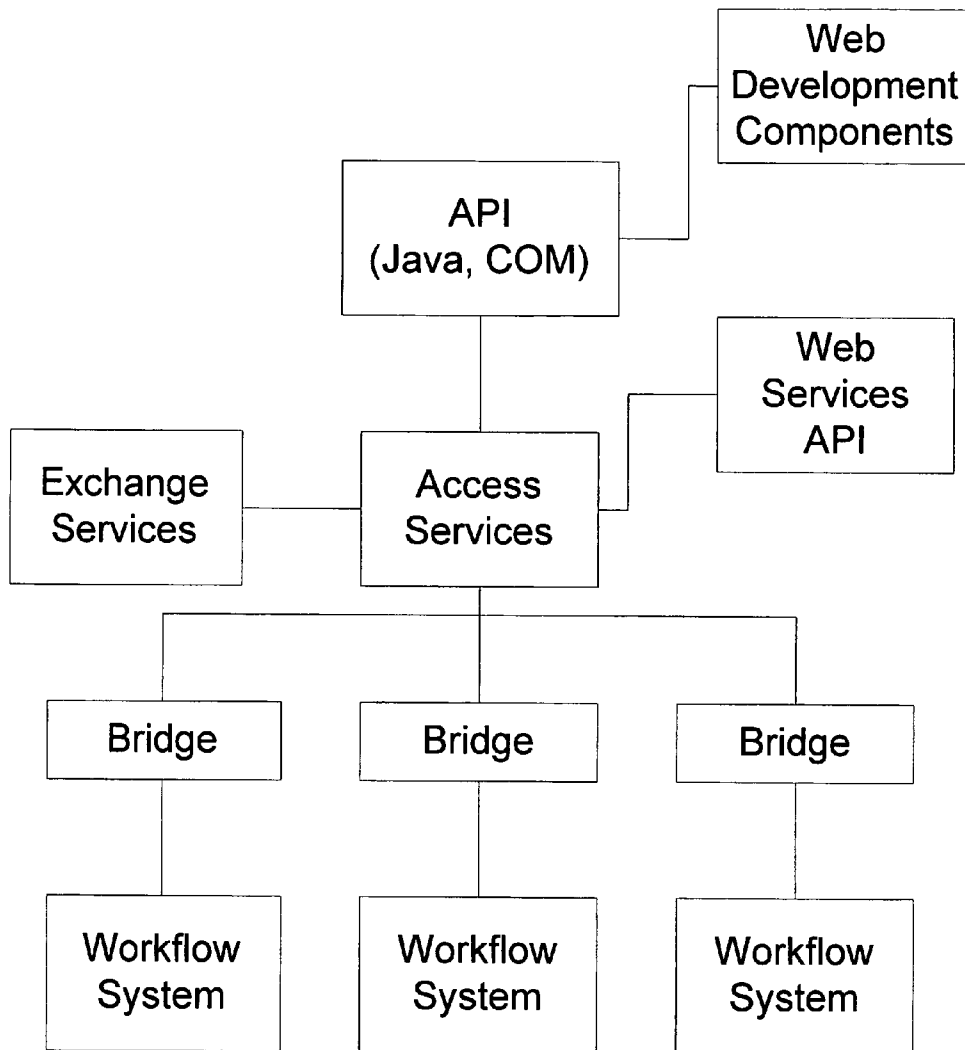 Web
Development
Components
API
(Java, COM)
Web
Services
API
Exchange
Services
Access
Services
Bridge
Bridge
Bridge
Workflow
System
Workflow
System
Workflow
System